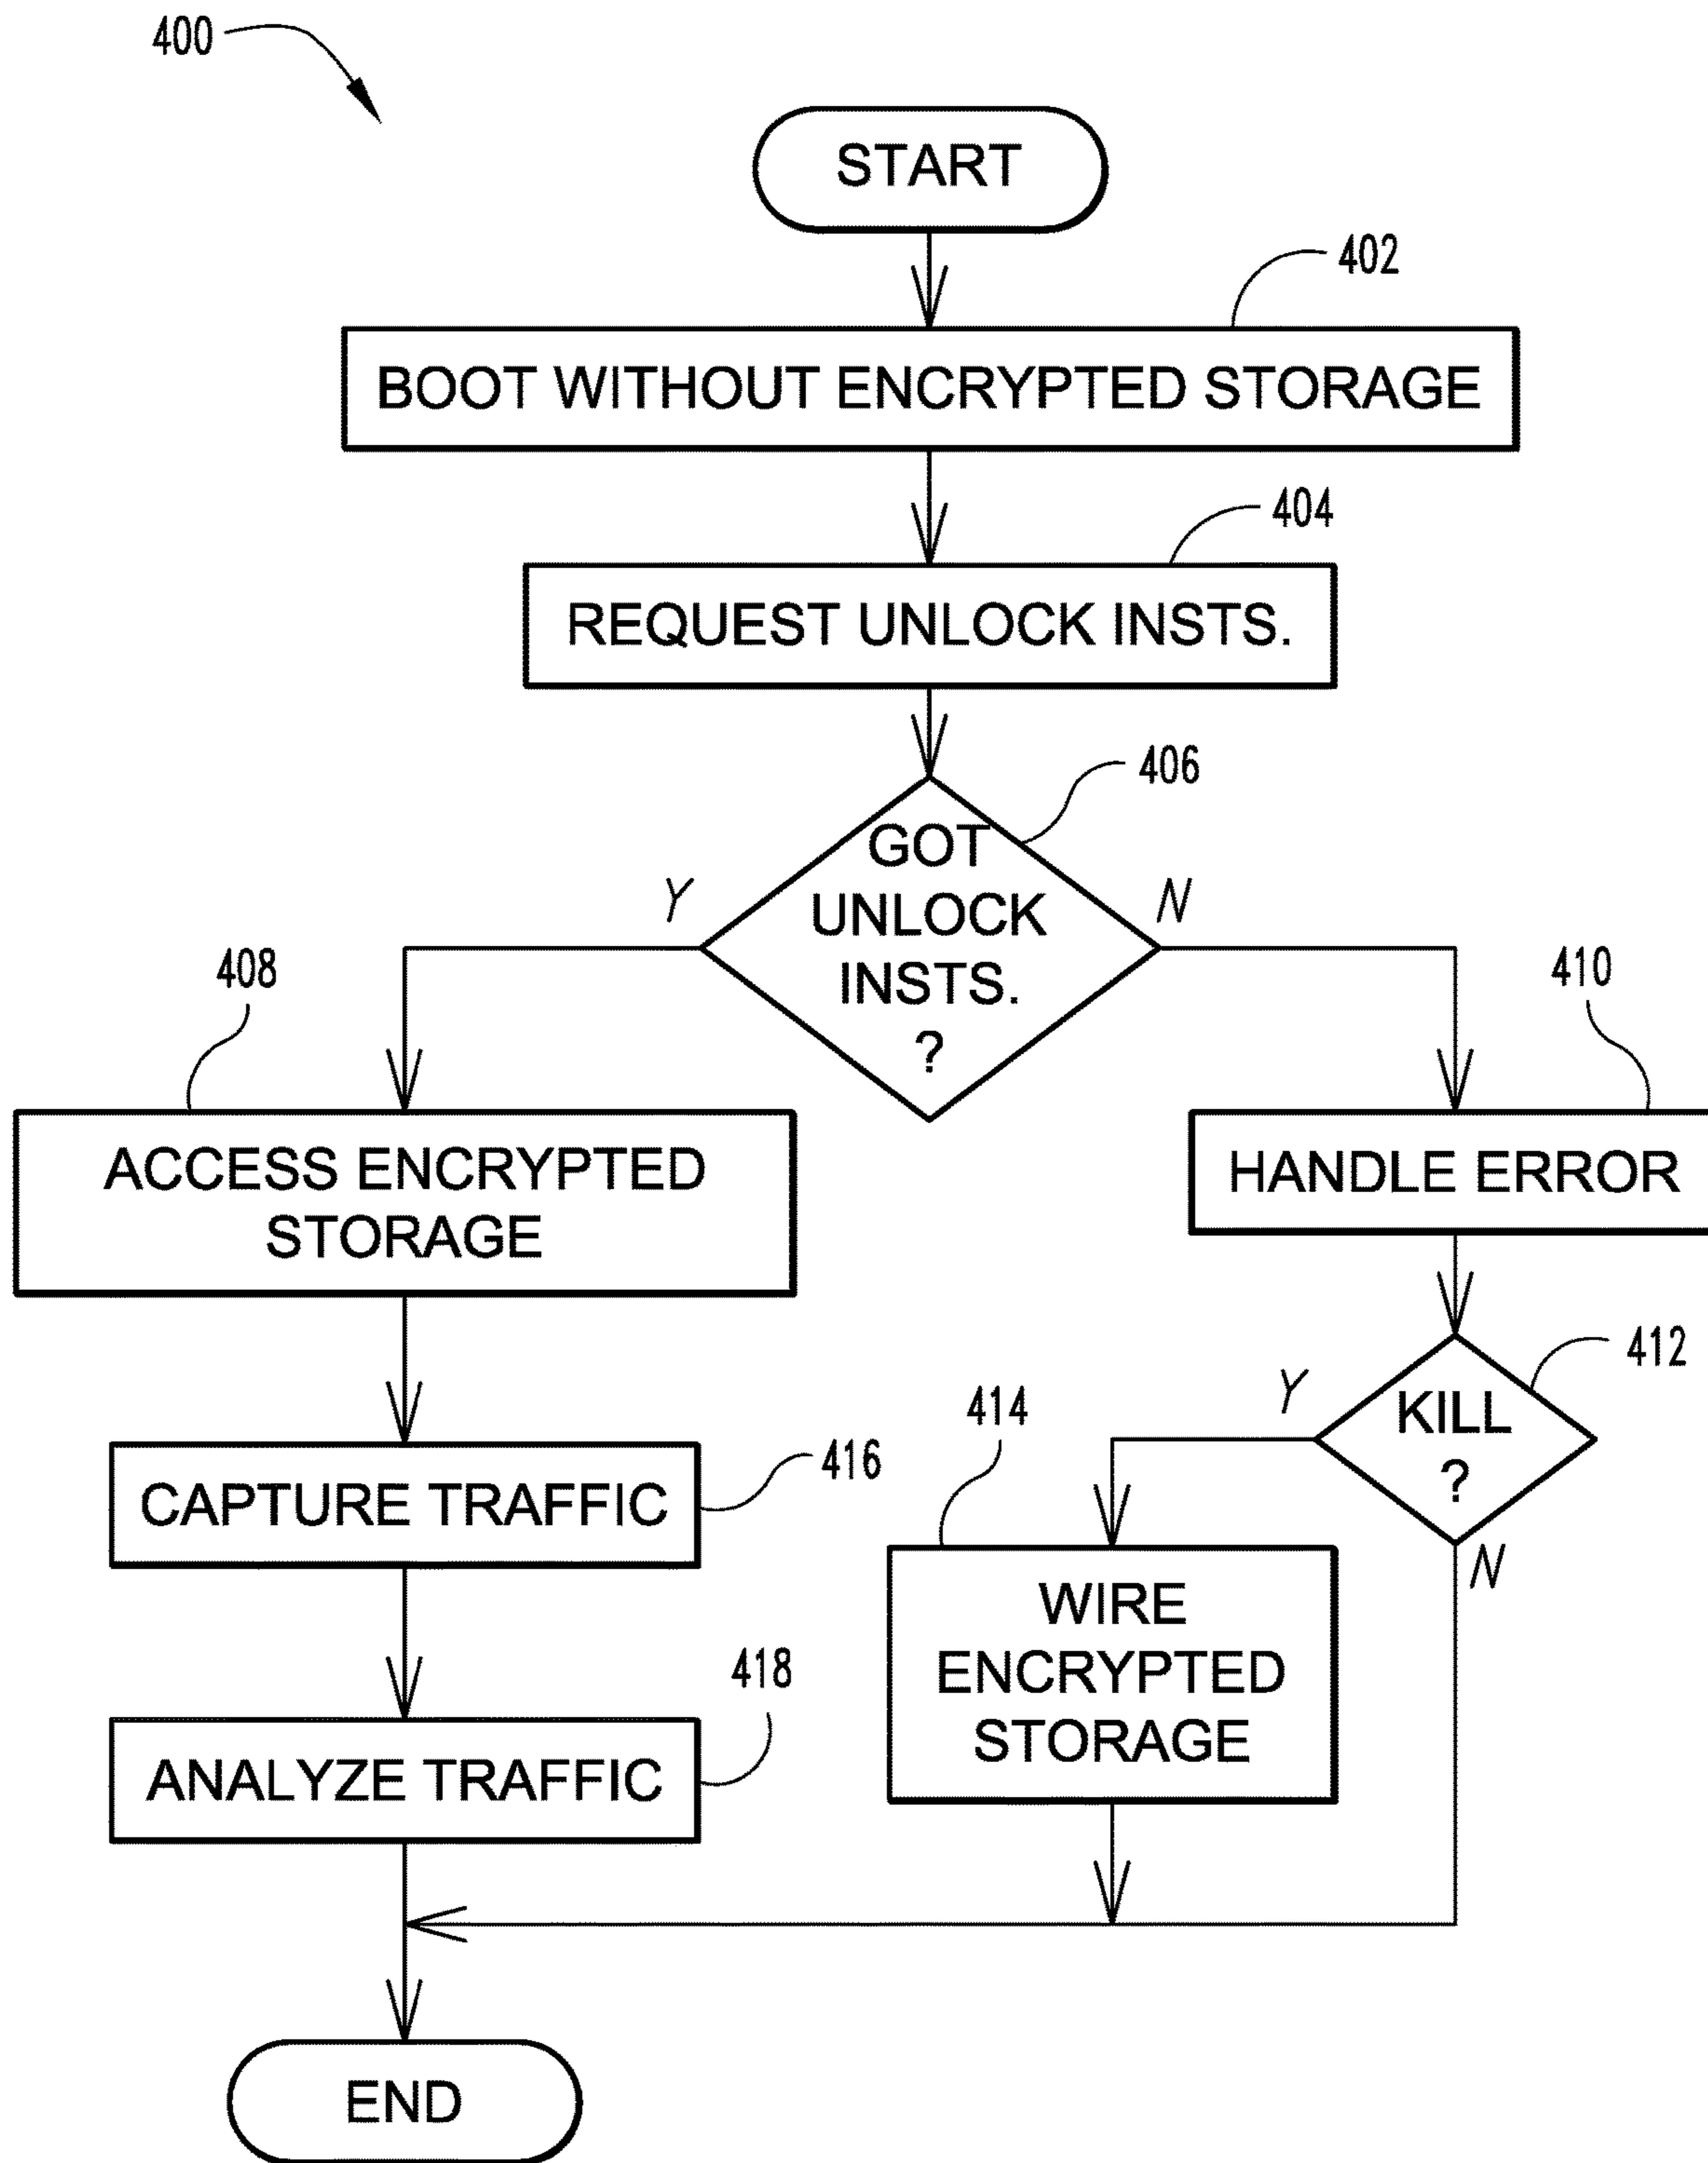 400
START
402
BOOT WITHOUT ENCRYPTED STORAGE
404
REQUEST UNLOCK INSTS.
406
GOT
UNLOCK
INSTS.
?
Y
N
408
ACCESS ENCRYPTED
STORAGE
410
HANDLE ERROR
412
KILL
?
Y
N
414
WIRE
ENCRYPTED
STORAGE
416
CAPTURE TRAFFIC
418
ANALYZE TRAFFIC
END